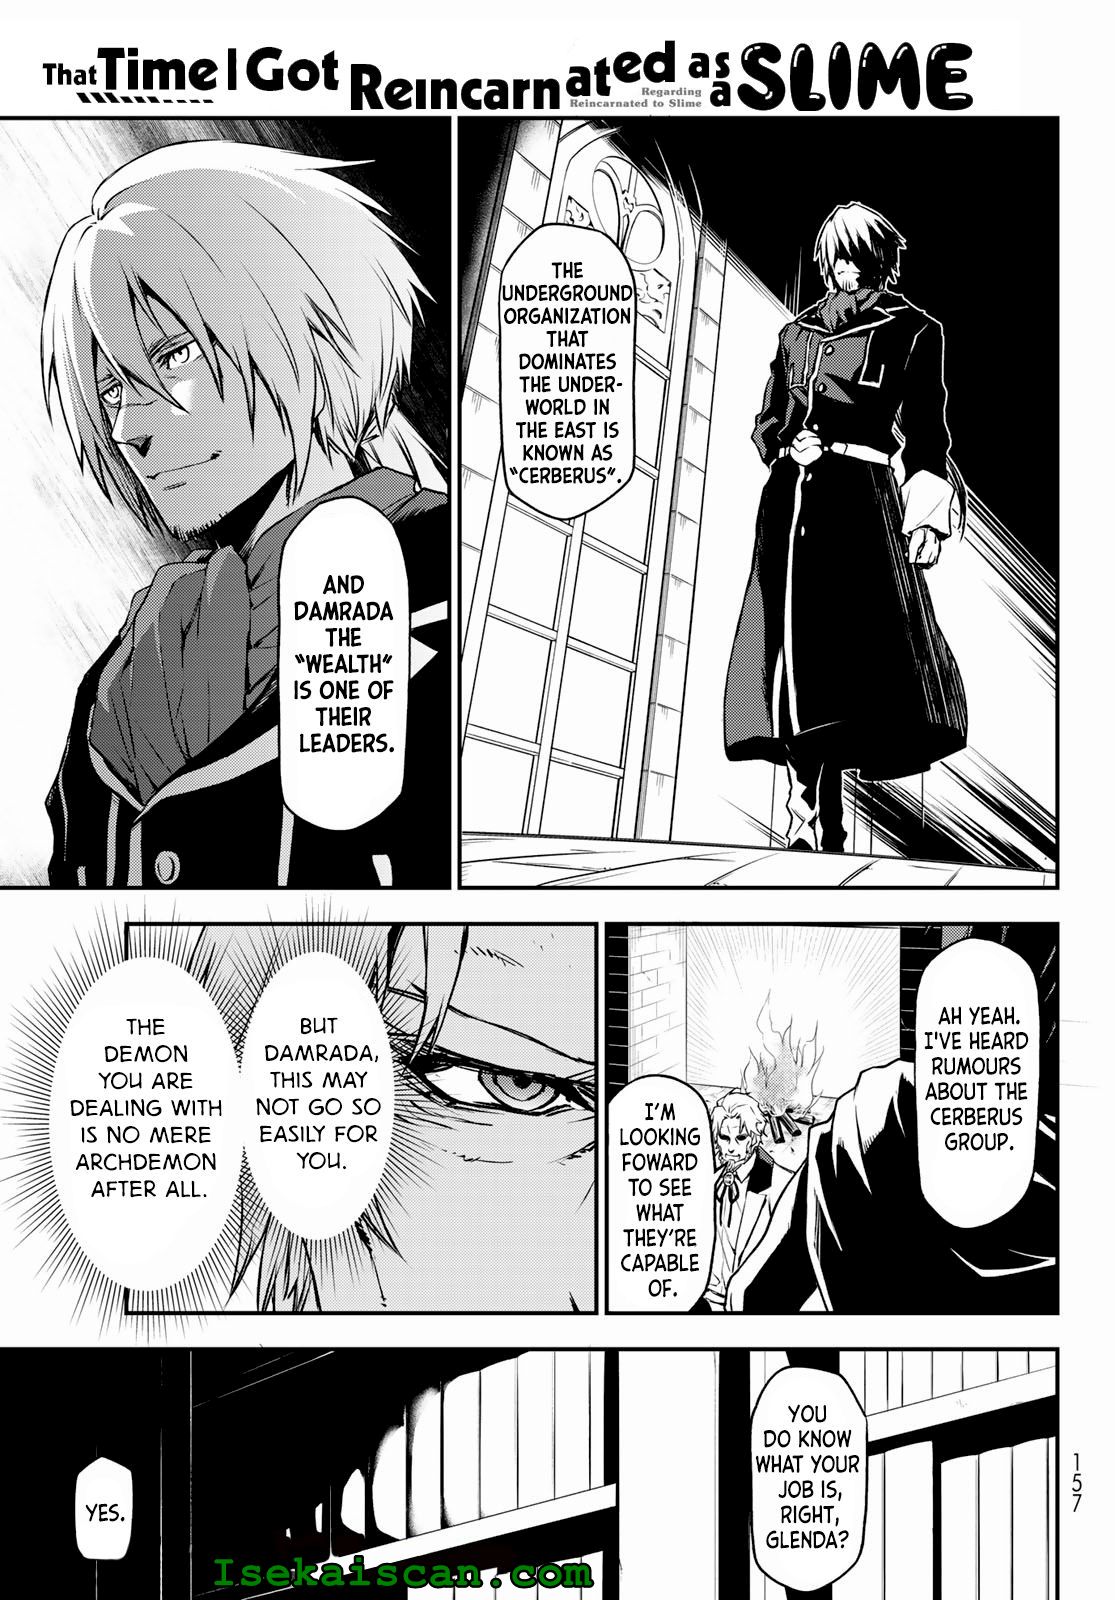 That Time I Got Reincarnated as a SLIME
Regarding
Reincarnated to Slime
THE
UNDERGROUND
ORGANIZATION
THAT
DOMINATES
THE UNDER-
WORLD IN
THE EAST IS
KNOWN AS
"CERBERUS".
AND
DAMRADA
THE
"WEALTH"
IS ONE OF
THEIR
LEADERS.
AH YEAH.
I'VE HEARD
RUMOURS
ABOUT THE
CERBERUS
GROUP.
I'M
LOOKING
FOWARD
TO SEE
WHAT
THEY'RE
CAPABLE
OF.
BUT
DAMRADA,
THIS MAY
NOT GO SO
EASILY FOR
YOU.
THE
DEMON
YOU ARE
DEALING WITH
IS NO MERE
ARCHDEMON
AFTER ALL.
YOU
DO KNOW
WHAT YOUR
JOB IS,
RIGHT,
GLENDA?
YES.
157
Isekaiscan.com